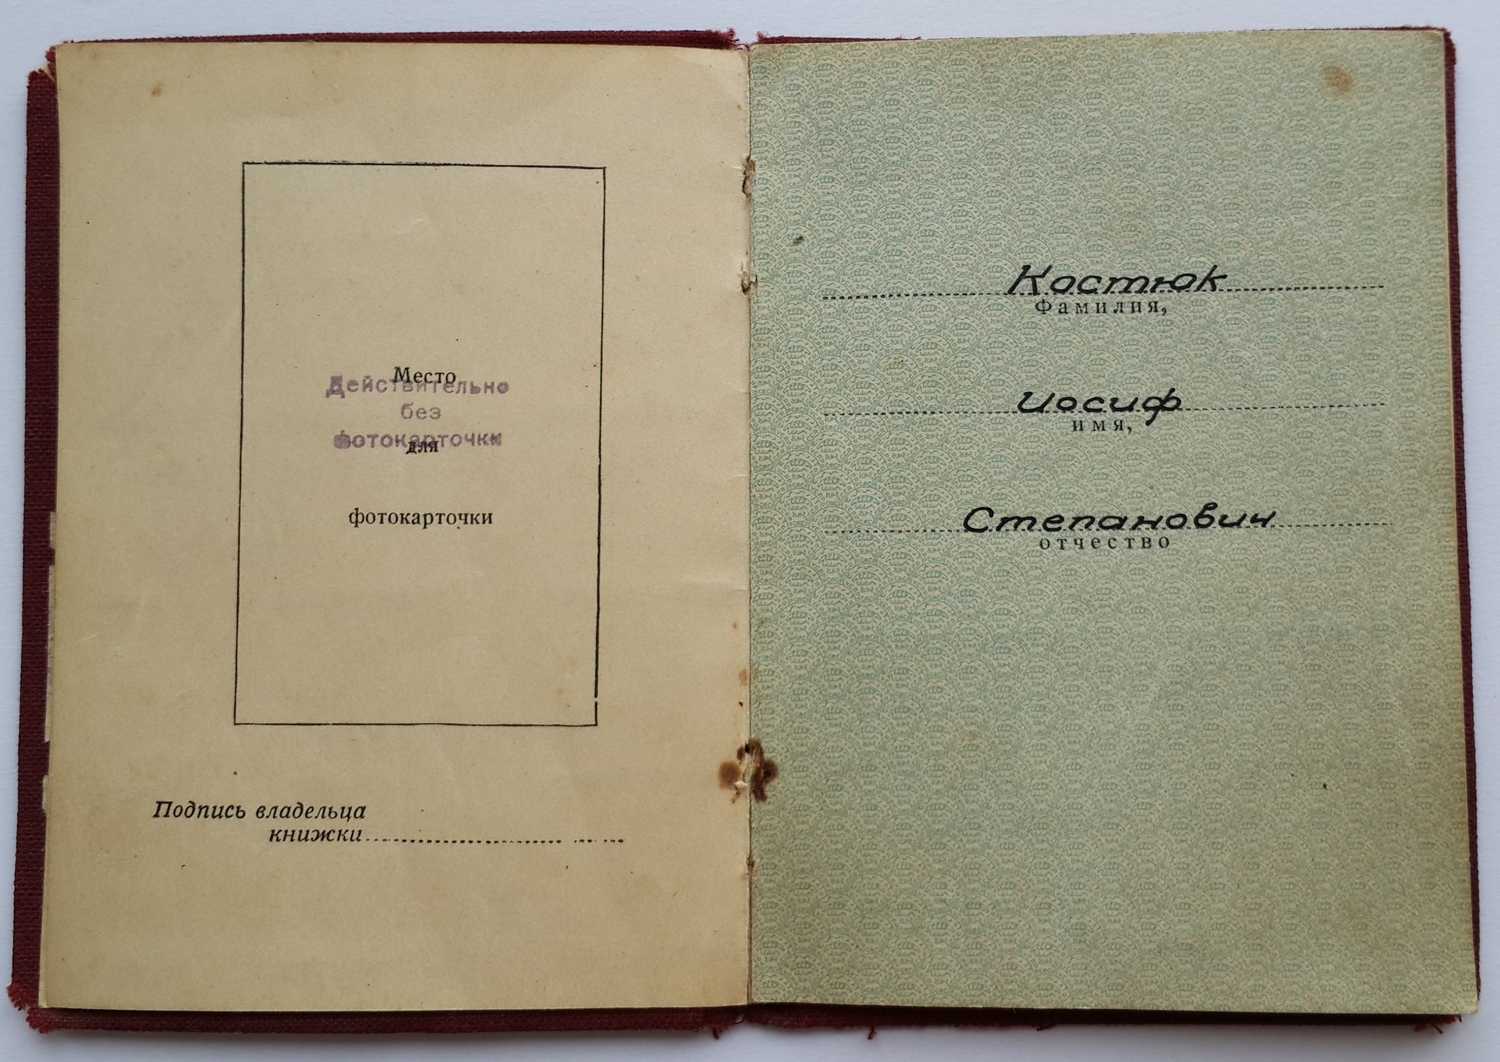 Место
Действительно
без
фотокарточки
для
фотокарточки
Подпись владельца
книжки
Костюк
Фамилия,
Иосиф
имя,
Степанович
отчество